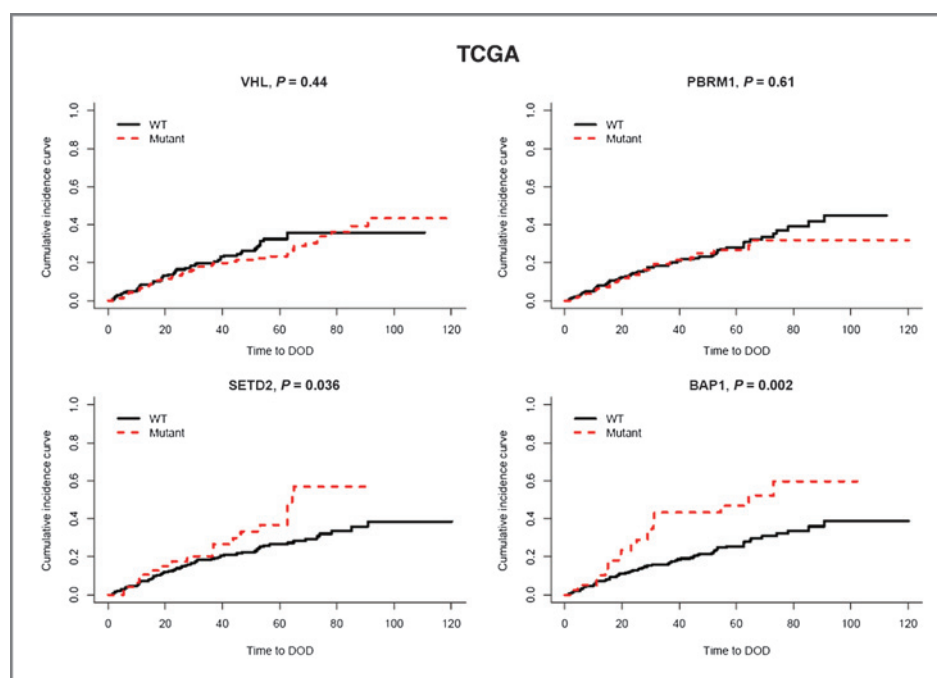 TCGA
VHL, P = 0.44
Cumulative incidence curve
0.0 0.2 0.4 0.6 0.8 1.0
WT
Mutant
0 20 40 60 80 100 120
Time to DOD
PBRM1, P = 0.61
Cumulative incidence curve
0.0 0.2 0.4 0.6 0.8 1.0
WT
Mutant
0 20 40 60 80 100 120
Time to DOD
SETD2, P = 0.036
Cumulative incidence curve
0.0 0.2 0.4 0.6 0.8 1.0
WT
Mutant
0 20 40 60 80 100 120
Time to DOD
BAP1, P = 0.002
Cumulative incidence curve
0.0 0.2 0.4 0.6 0.8 1.0
WT
Mutant
0 20 40 60 80 100 120
Time to DOD